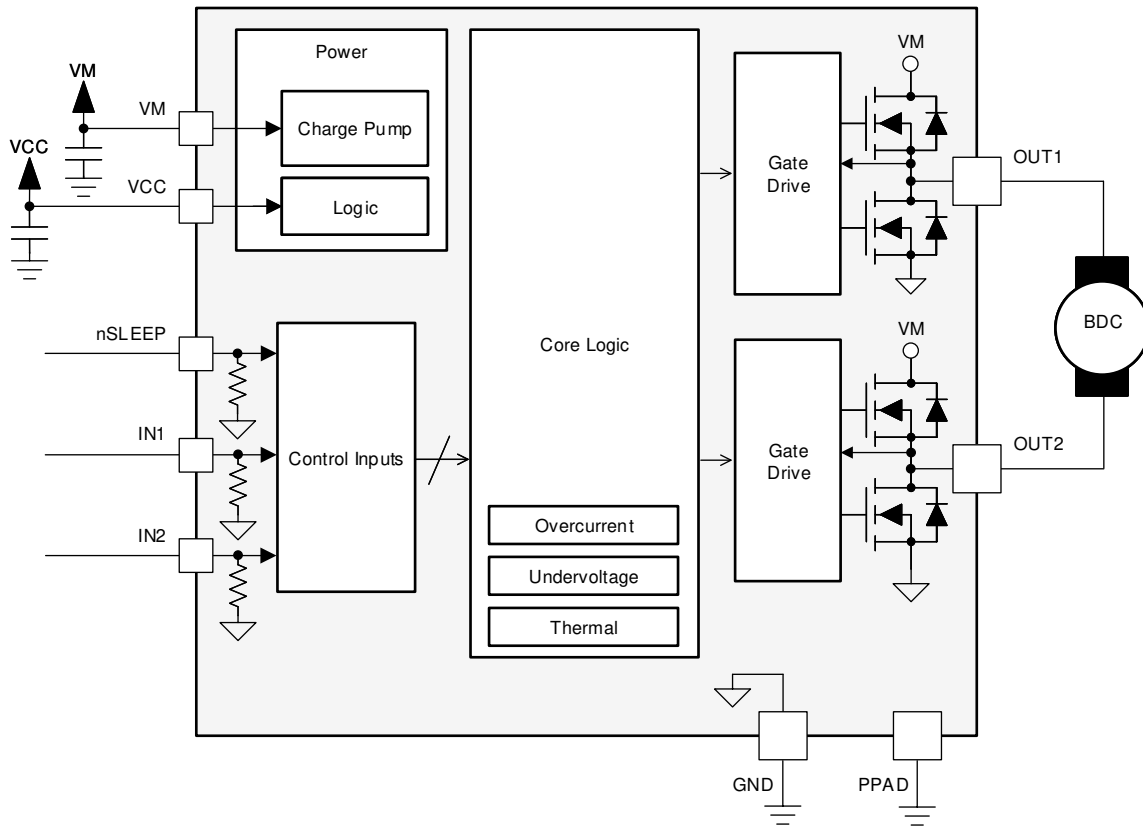 Power
VM
VM
Charge Pump
VCC
VCC
Logic
nSLEEP
IN1
Control Inputs
IN2
Core Logic
Overcurrent
Undervoltage
Thermal
VM
Gate
Drive
OUT1
BDC
VM
Gate
Drive
OUT2
GND
PPAD